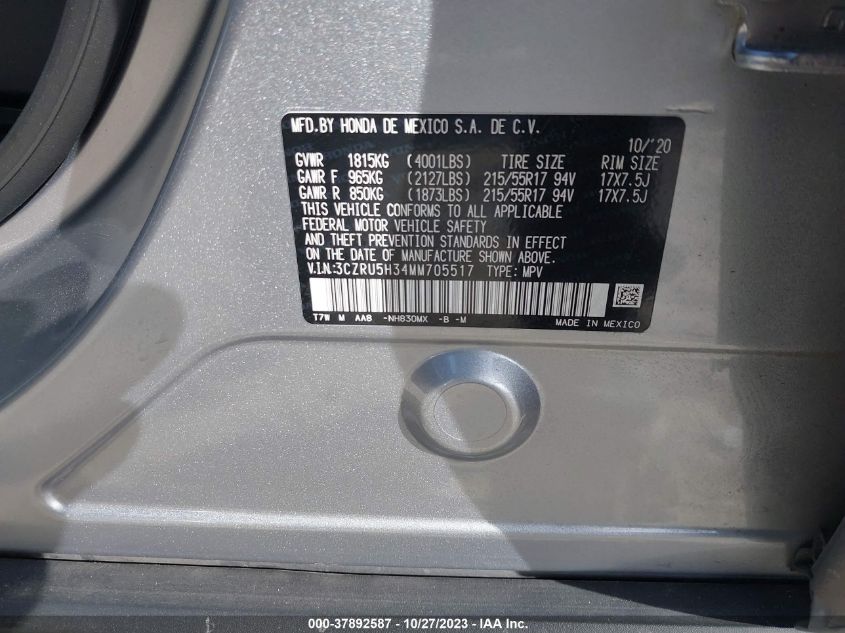 MFD.BY HONDA DE MEXICO S.A. DE C.V.
10/'20
GVWR 1815KG (4001LBS) TIRE SIZE RIM SIZE
GAWR F 965KG (2127LBS) 215/55R17 94V 17X7.5J
GAWR R 850KG (1873LBS) 215/55R17 94V 17X7.5J
THIS VEHICLE CONFORMS TO ALL APPLICABLE
FEDERAL MOTOR VEHICLE SAFETY
AND THEFT PREVENTION STANDARDS IN EFFECT
ON THE DATE OF MANUFACTURE SHOWN ABOVE.
V.I.N:3CZRU5H34MM705517 TYPE: MPV
T7W M AA8 -NH830MX -B -M MADE IN MEXICO
000-37892587 - 10/27/2023 - IAA Inc.